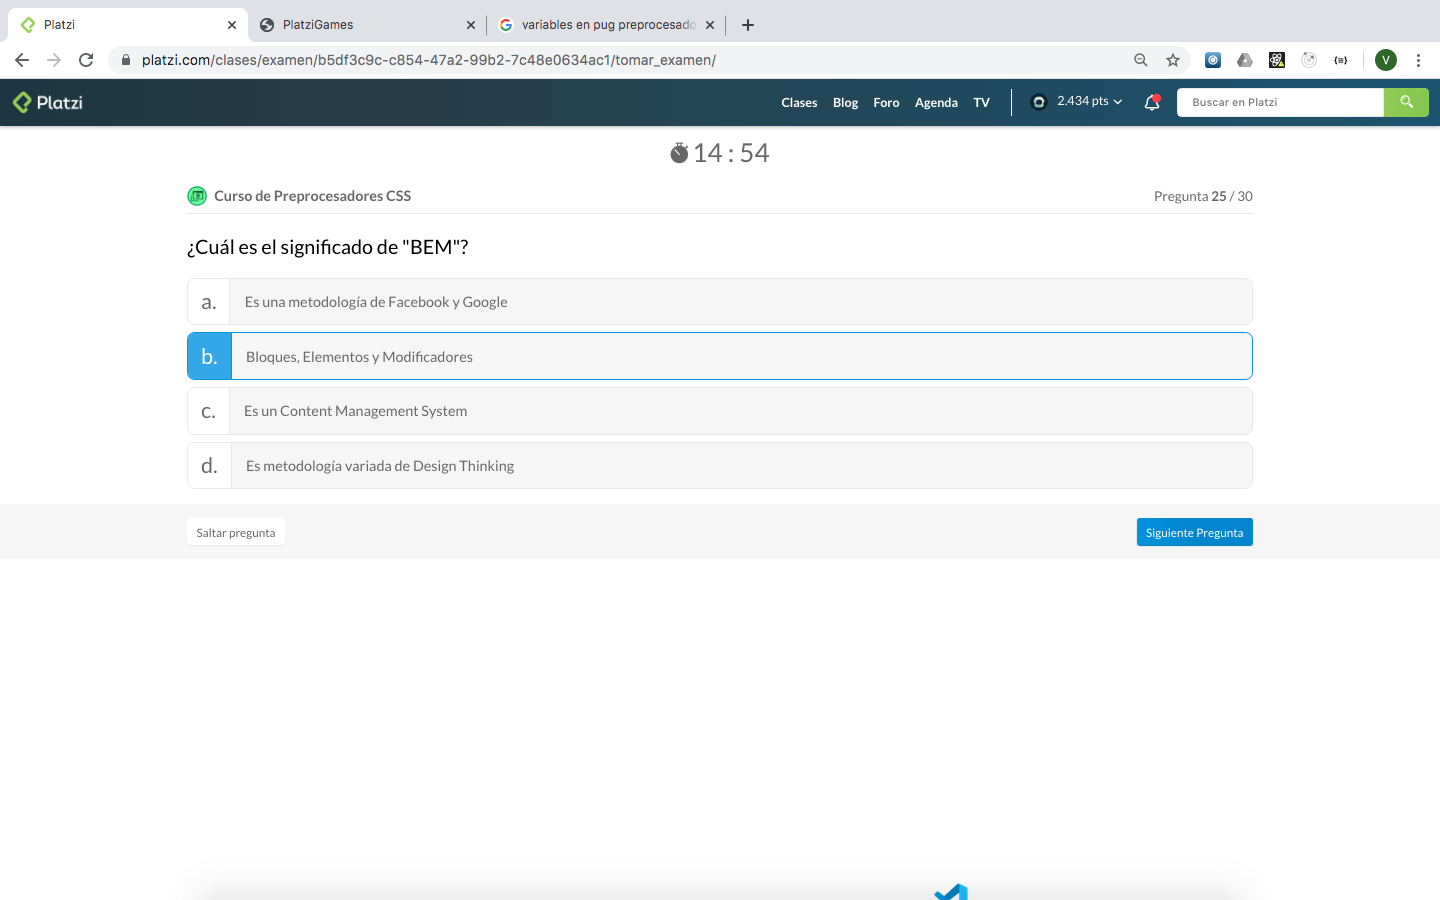 Platzi
PlatziGames
variables en pug preprocesado
platzi.com/clases/examen/b5df3c9c-c854-47a2-99b2-7c48e0634ac1/tomar_examen/
V
Platzi
Clases
Blog
Foro
Agenda
TV
2.434 pts
Buscar en Platzi
14 : 54
Curso de Preprocesadores CSS
Pregunta 25 / 30
¿Cuál es el significado de "BEM"?
a. Es una metodología de Facebook y Google
b. Bloques, Elementos y Modificadores
c. Es un Content Management System
d. Es metodología variada de Design Thinking
Saltar pregunta
Siguiente Pregunta